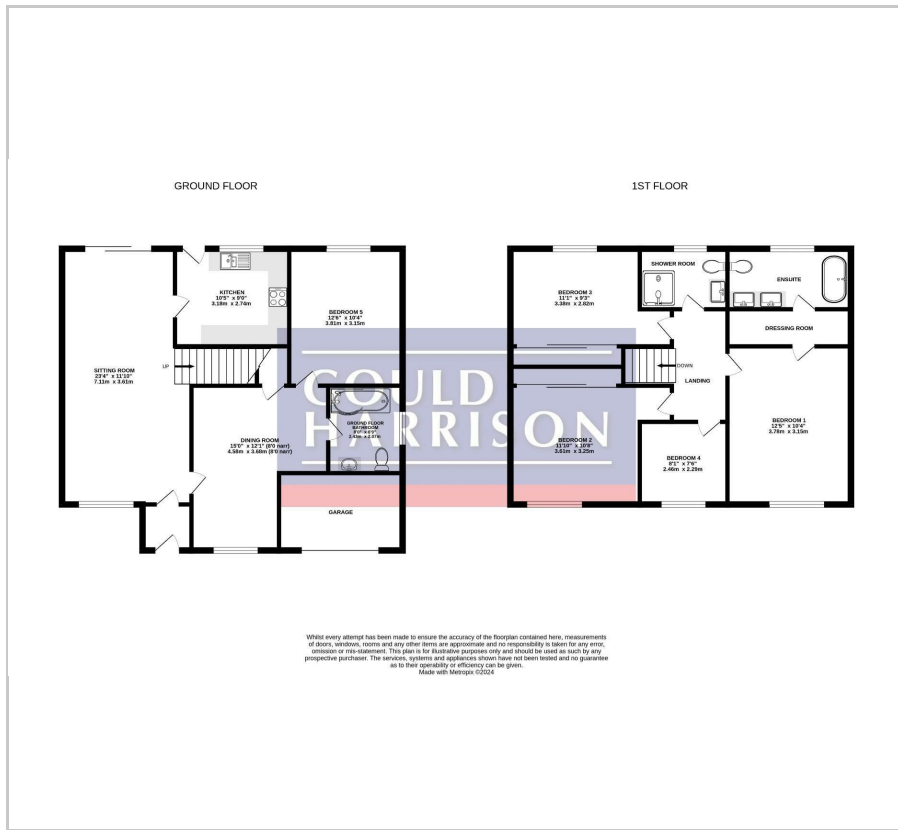 GROUND FLOOR
1ST FLOOR
KITCHEN
10'5" x 9'0"
3.18m x 2.74m
BEDROOM 5
12'6" x 10'4"
3.81m x 3.15m
SITTING ROOM
23'4" x 11'10"
7.11m x 3.61m
UP
DINING ROOM
15'0" x 12'1" (8'0 narr)
4.58m x 3.68m (8'0 narr)
GROUND FLOOR
BATHROOM
GARAGE
SHOWER ROOM
ENSUITE
BEDROOM 3
11'1" x 9'3"
3.38m x 2.82m
DRESSING ROOM
DOWN
LANDING
BEDROOM 1
12'5" x 10'4"
3.78m x 3.15m
BEDROOM 2
11'10" x 10'8"
3.61m x 3.25m
BEDROOM 4
8'1" x 7'6"
2.46m x 2.29m
COULD
HARRISON
Whilst every attempt has been made to ensure the accuracy of the floorplan contained here, measurements
of doors, windows, rooms and any other items are approximate and no responsibility is taken for any error,
omission or mis-statement. This plan is for illustrative purposes only and should be used as such by any
prospective purchaser. The services, systems and appliances shown have not been tested and no guarantee
as to their operability or efficiency can be given.
Made with Metropix ©2024